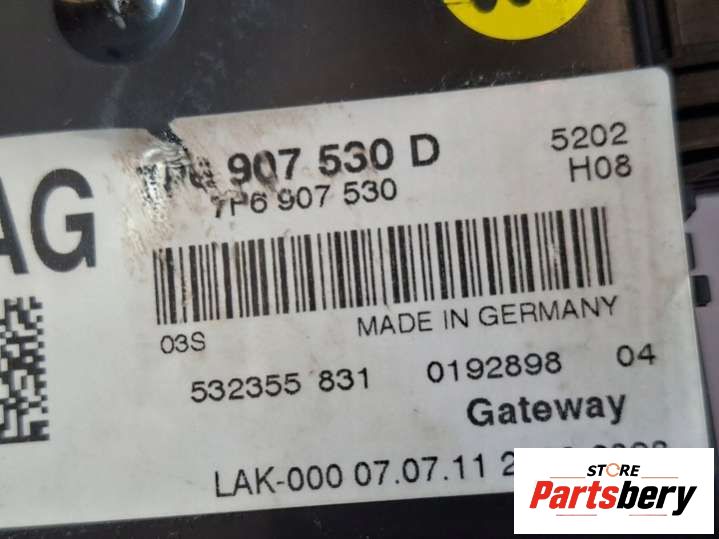 AG
907 530 D
7P6 907 530
5202
H08
03S
MADE IN GERMANY
532355 831 0192898 04
Gateway
LAK-000 07.07.11
STORE
Partsbery